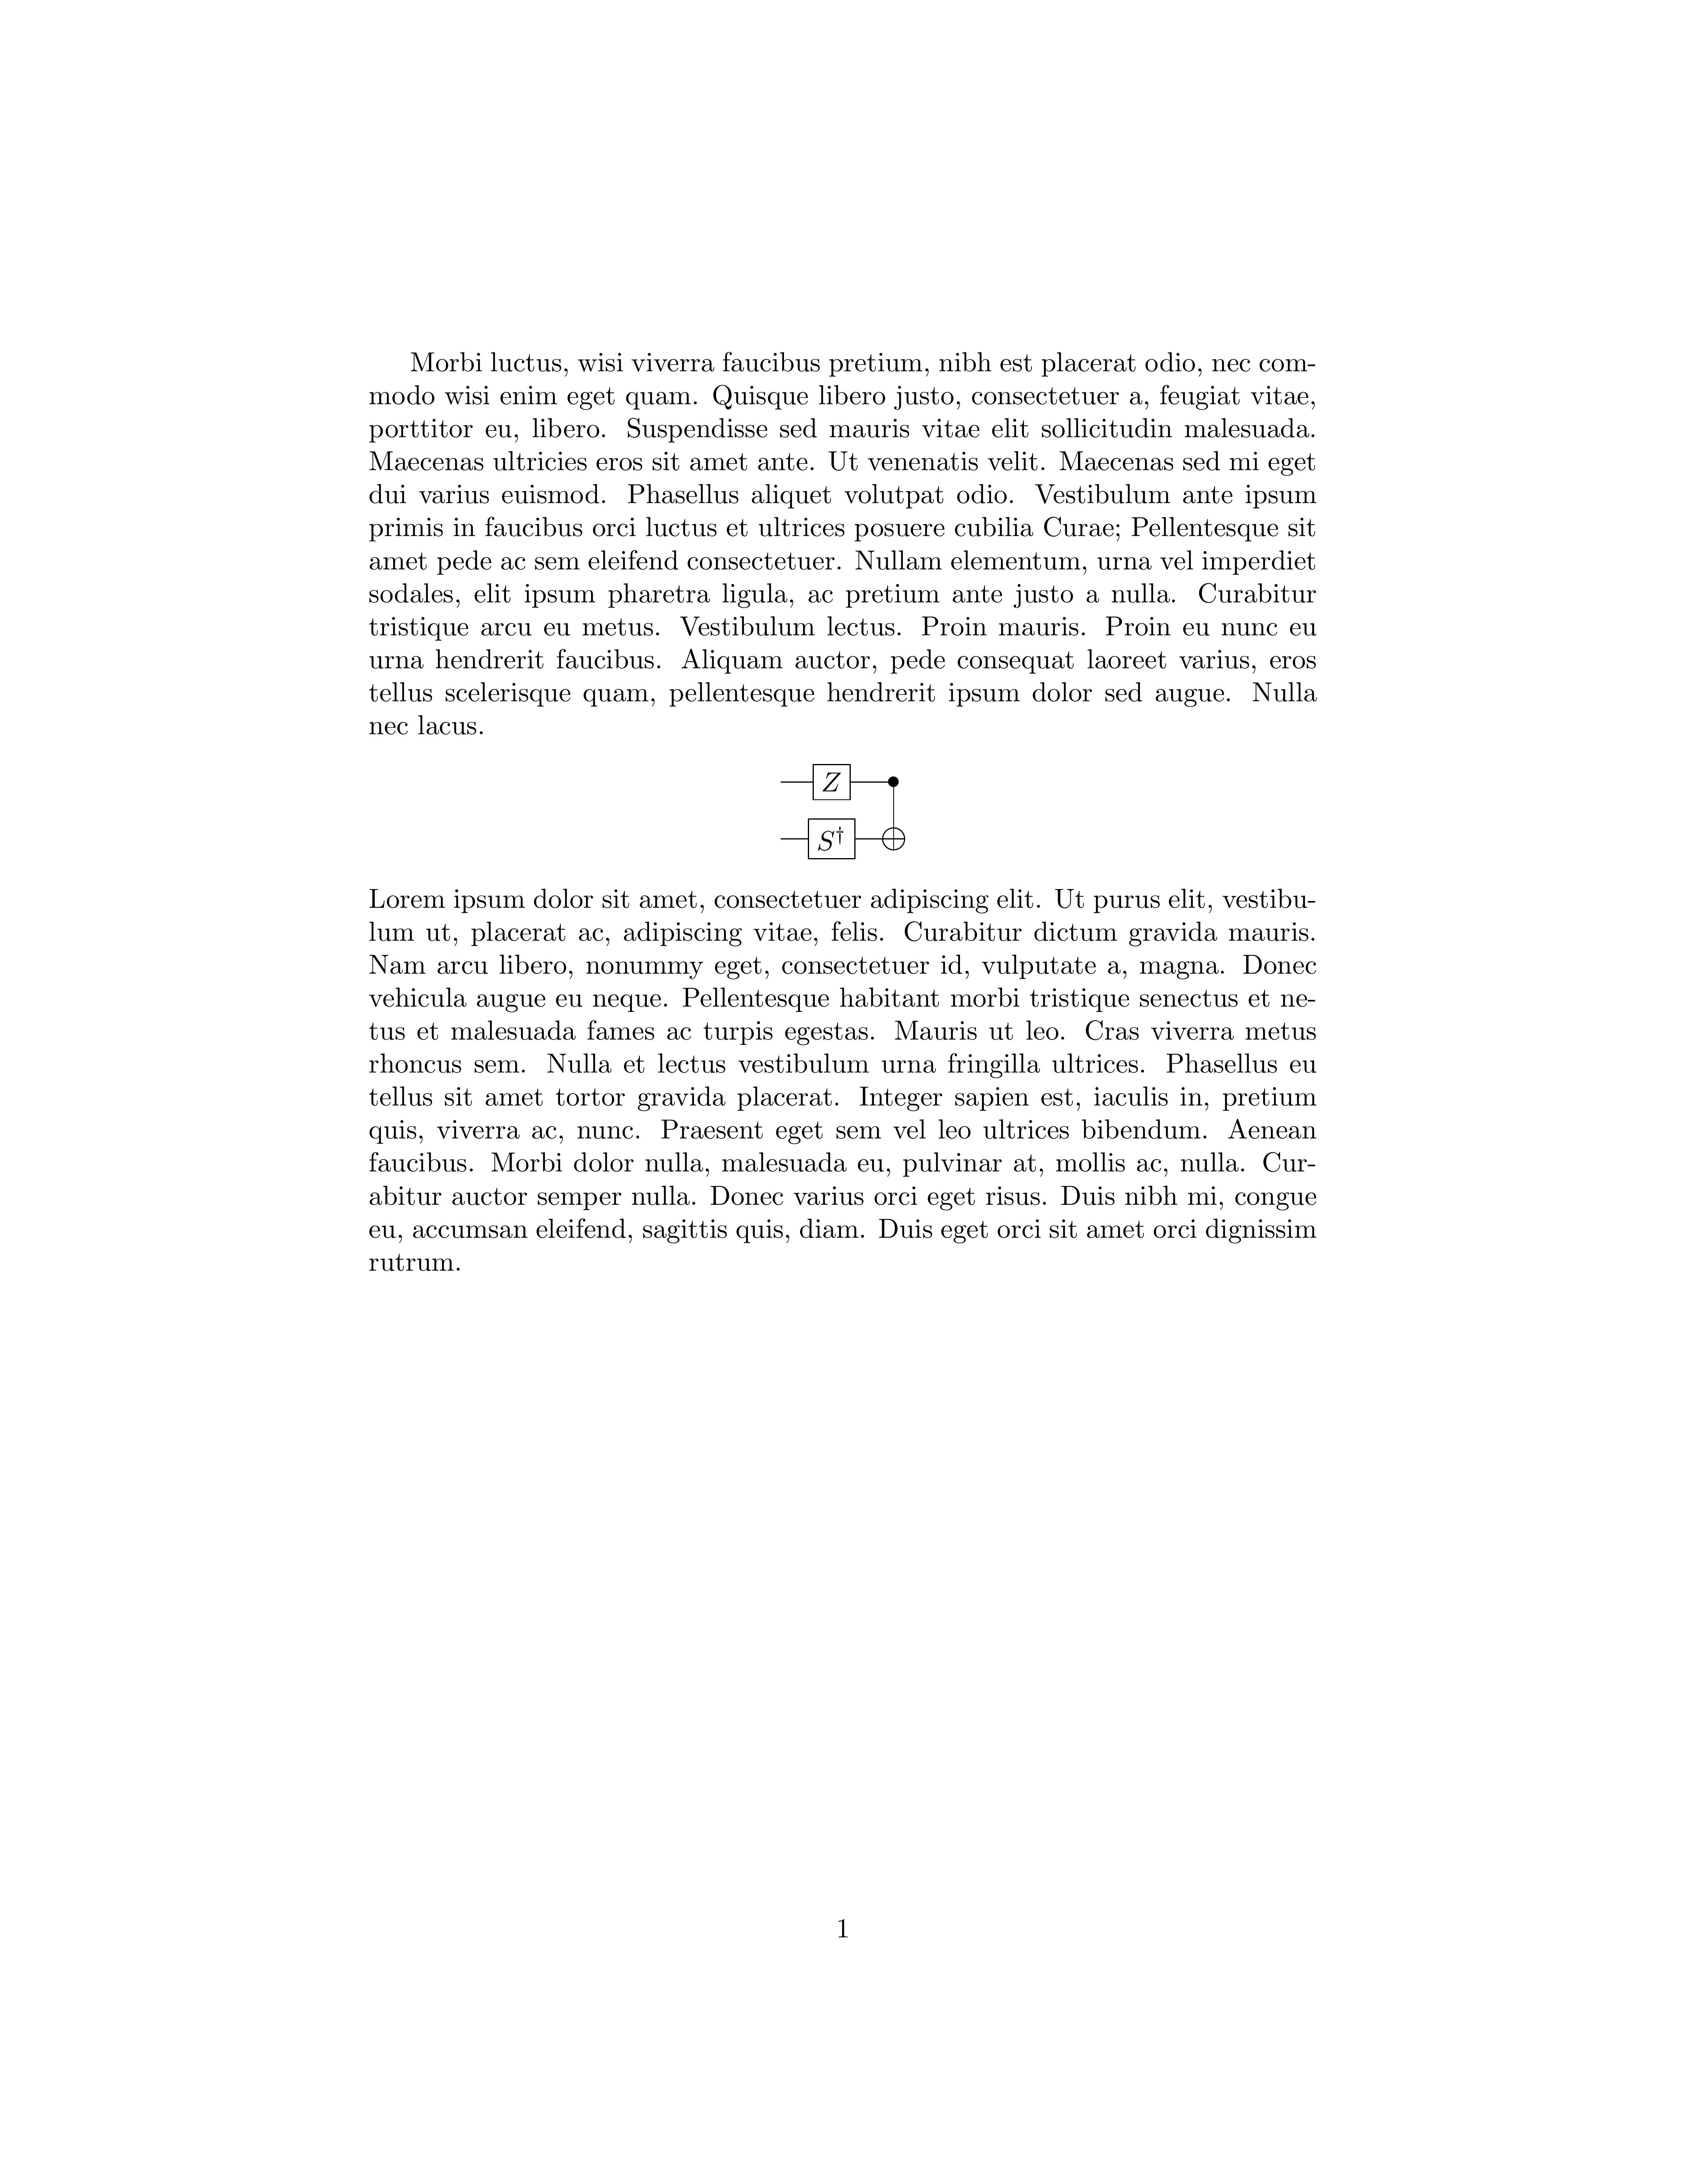 Morbi luctus, wisi viverra faucibus pretium, nibh est placerat odio, nec com-
modo wisi enim eget quam. Quisque libero justo, consectetuer a, feugiat vitae,
porttitor eu, libero. Suspendisse sed mauris vitae elit sollicitudin malesuada.
Maecenas ultricies eros sit amet ante. Ut venenatis velit. Maecenas sed mi eget
dui varius euismod. Phasellus aliquet volutpat odio. Vestibulum ante ipsum
primis in faucibus orci luctus et ultrices posuere cubilia Curae; Pellentesque sit
amet pede ac sem eleifend consectetuer. Nullam elementum, urna vel imperdiet
sodales, elit ipsum pharetra ligula, ac pretium ante justo a nulla. Curabitur
tristique arcu eu metus. Vestibulum lectus. Proin mauris. Proin eu nunc eu
urna hendrerit faucibus. Aliquam auctor, pede consequat laoreet varius, eros
tellus scelerisque quam, pellentesque hendrerit ipsum dolor sed augue. Nulla
nec lacus.
Z
S†
Lorem ipsum dolor sit amet, consectetuer adipiscing elit. Ut purus elit, vestibu-
lum ut, placerat ac, adipiscing vitae, felis. Curabitur dictum gravida mauris.
Nam arcu libero, nonummy eget, consectetuer id, vulputate a, magna. Donec
vehicula augue eu neque. Pellentesque habitant morbi tristique senectus et ne-
tus et malesuada fames ac turpis egestas. Mauris ut leo. Cras viverra metus
rhoncus sem. Nulla et lectus vestibulum urna fringilla ultrices. Phasellus eu
tellus sit amet tortor gravida placerat. Integer sapien est, iaculis in, pretium
quis, viverra ac, nunc. Praesent eget sem vel leo ultrices bibendum. Aenean
faucibus. Morbi dolor nulla, malesuada eu, pulvinar at, mollis ac, nulla. Cur-
abitur auctor semper nulla. Donec varius orci eget risus. Duis nibh mi, congue
eu, accumsan eleifend, sagittis quis, diam. Duis eget orci sit amet orci dignissim
rutrum.
1